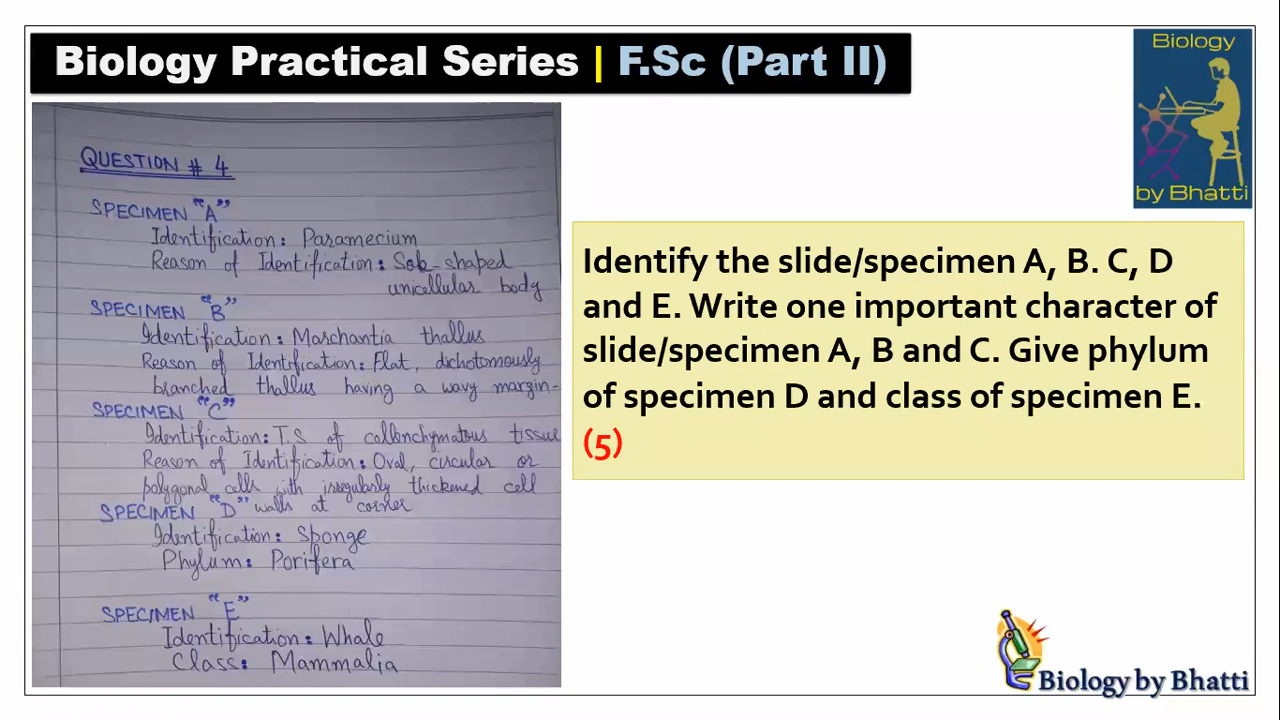 Biology Practical Series | F.Sc (Part II)
Biology
by Bhatti
QUESTION # 4
SPECIMEN "A"
Identification: Paramecium
Reason of Identification: Sob-shaped
unicellular body
SPECIMEN "B"
Identification: Marchantia thallus
Reason of Identification: Flat, dichotomously
branched thallus having a wavy margin-
SPECIMEN "C"
Identification: T.S of collenchymatous tissue
Reason of Identification: Oval, circular or
polygonal cells with irregularly thickened cell
walls at corner
SPECIMEN "D"
Identification: Sponge
Phylum: Porifera
SPECIMEN "E"
Identification: Whale
Class: Mammalia
Identify the slide/specimen A, B. C, D
and E. Write one important character of
slide/specimen A, B and C. Give phylum
of specimen D and class of specimen E.
(5)
Biology by Bhatti